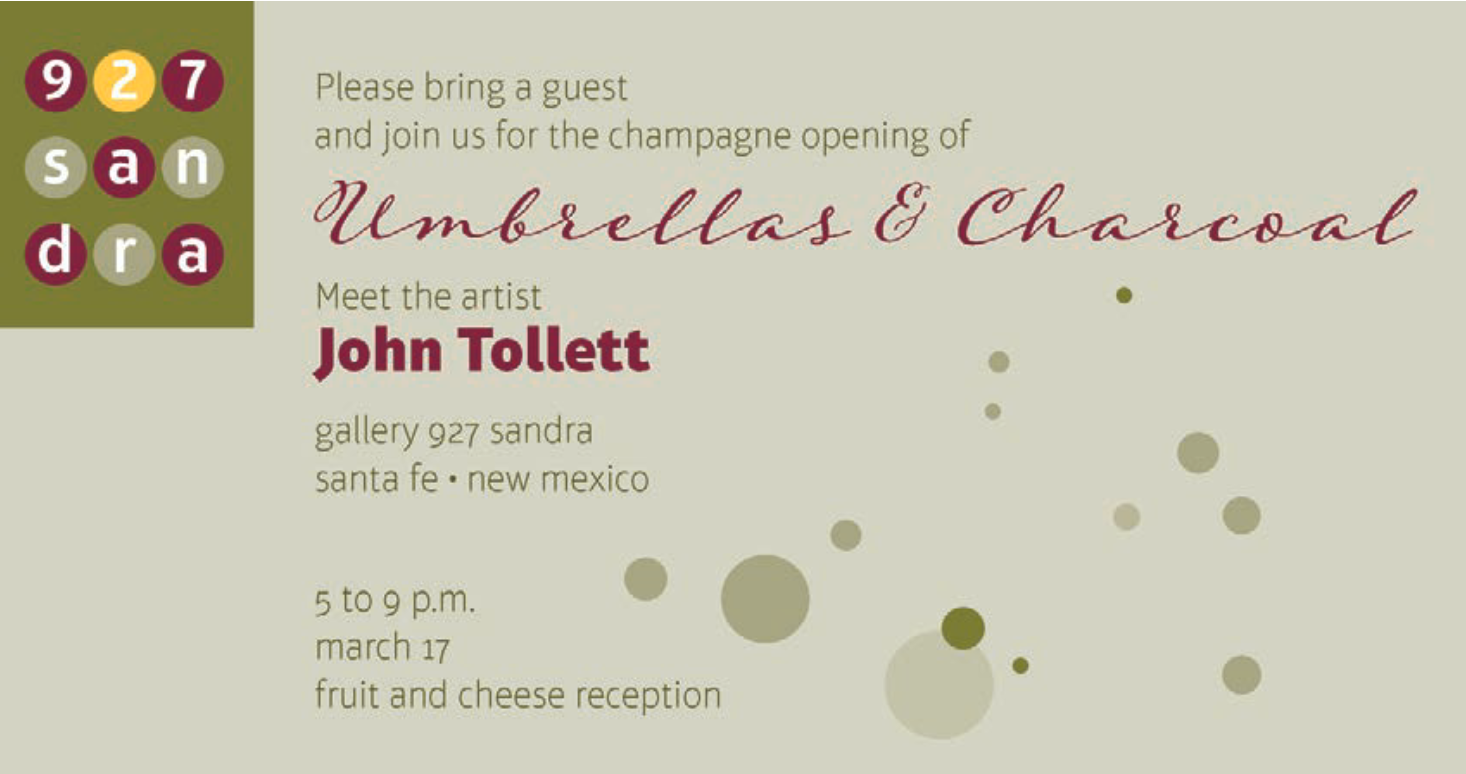 927
san
dra
Please bring a guest
and join us for the champagne opening of
Umbrellas & Charcoal
Meet the artist
John Tollett
gallery 927 sandra
santa fe • new mexico
5 to 9 p.m.
march 17
fruit and cheese reception